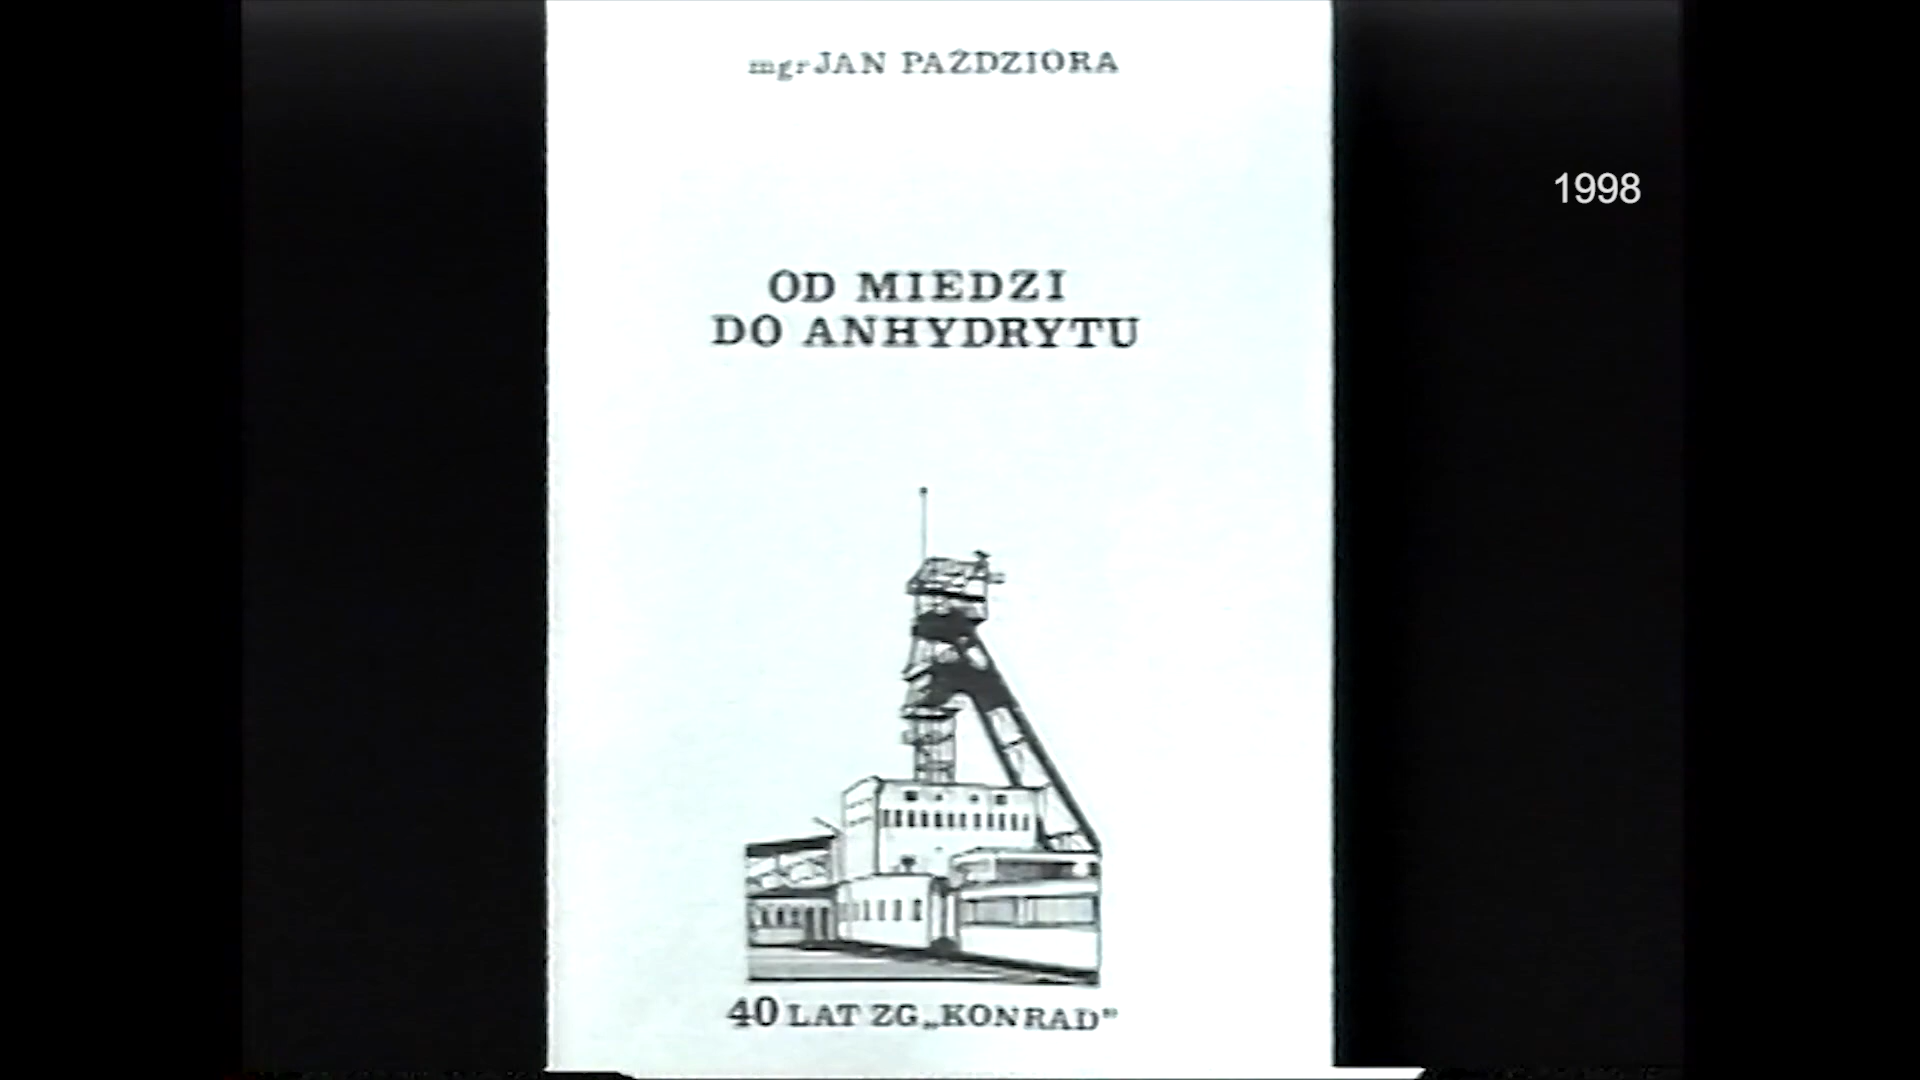 mgr JAN PAŹDZIORA
1998
OD MIEDZI
DO ANHYDRYTU
40 LAT ZG „KONRAD”